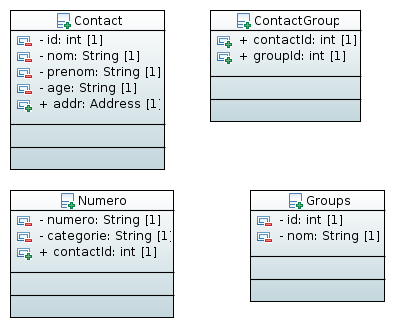 Contact
- id: int [1]
- nom: String [1]
- prenom: String [1]
- age: String [1]
+ addr: Address [1]
ContactGroup
+ contactId: int [1]
+ groupId: int [1]
Numero
- numero: String [1]
- categorie: String [1]
+ contactId: int [1]
Groups
- id: int [1]
- nom: String [1]